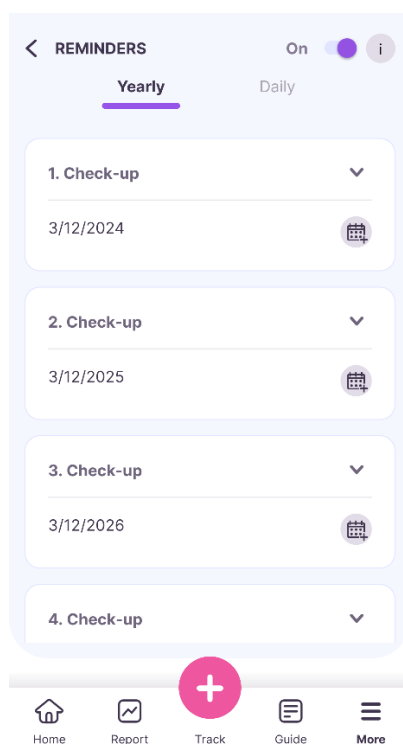 REMINDERS On i
Yearly Daily
1. Check-up
3/12/2024
2. Check-up
3/12/2025
3. Check-up
3/12/2026
4. Check-up
Home Report Track Guide More